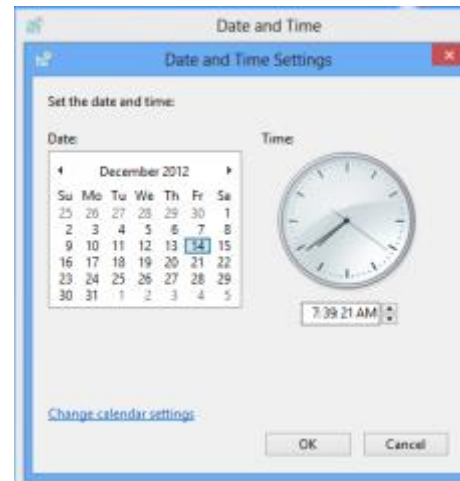 Date and Time
Date and Time Settings
Set the date and time:
Date:
Time:
December 2012
Su Mo Tu We Th Fr Sa
25 26 27 28 29 30 1
2 3 4 5 6 7 8
9 10 11 12 13 14 15
16 17 18 19 20 21 22
23 24 25 26 27 28 29
30 31 1 2 3 4 5
7:39:21 AM
Change calendar settings
OK
Cancel